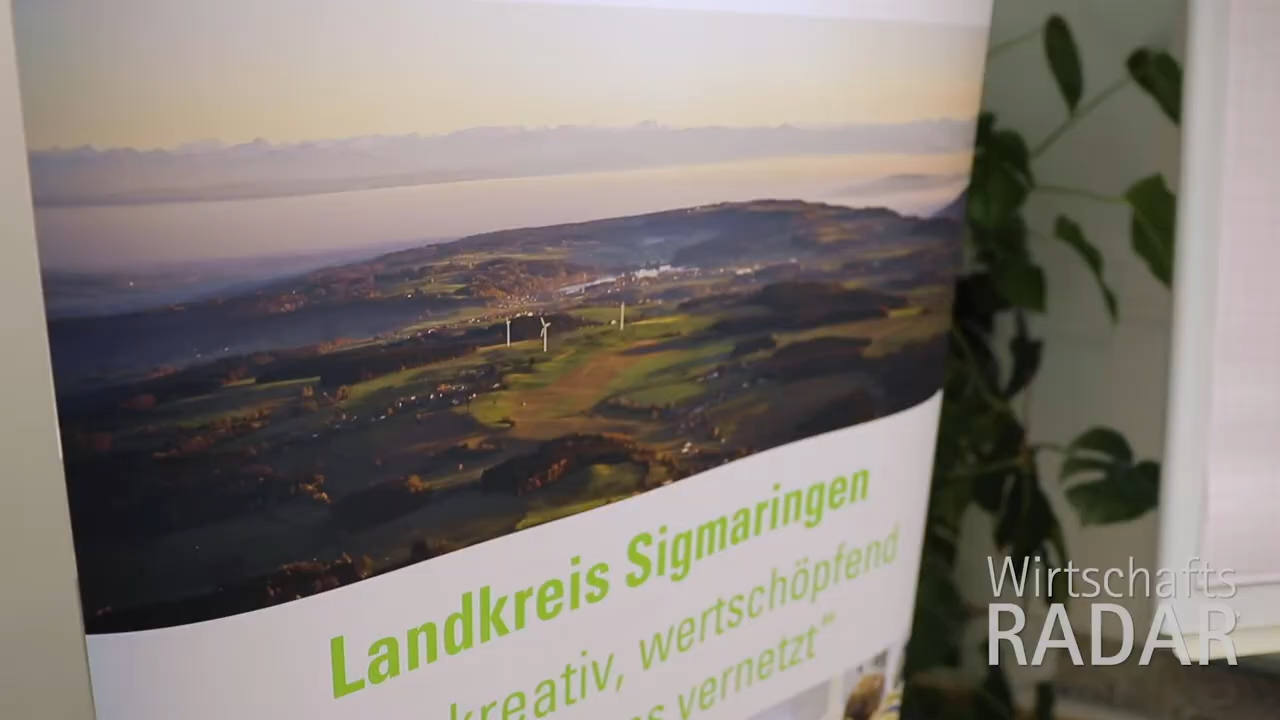 Landkreis Sigmaringen
kreativ, wertschöpfend
vernetzt“
Wirtschafts
RADAR